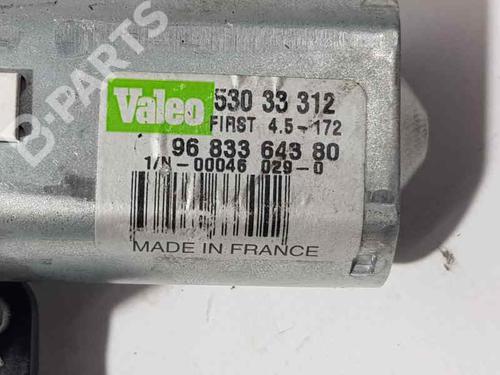 B-PARTS
Valeo 530 33 312
FIRST 4.5-172
96 833 643 80
1/N-00046 029-0
MADE IN FRANCE